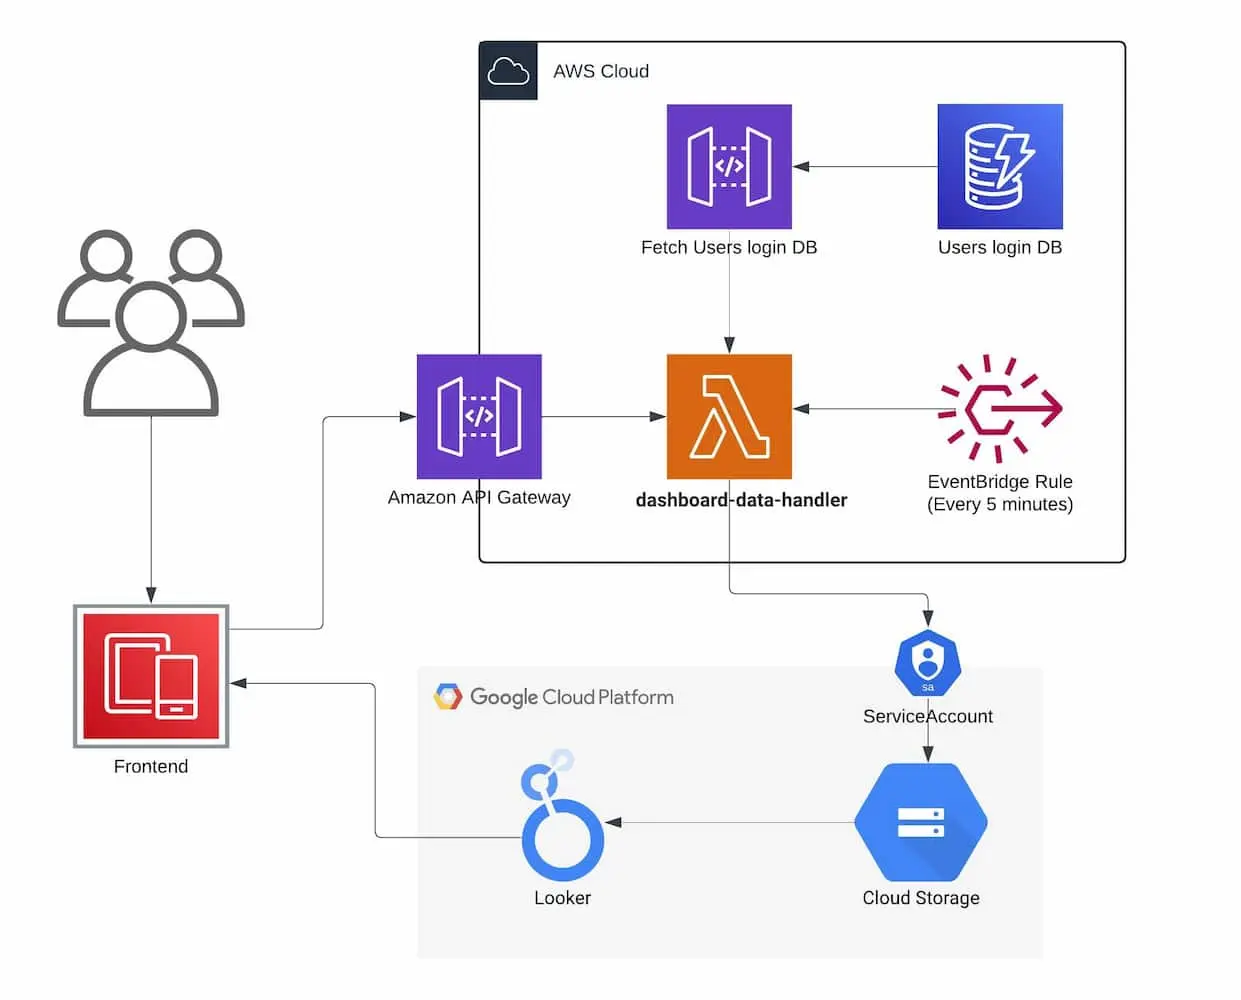 AWS Cloud
Fetch Users login DB
Users login DB
Amazon API Gateway
dashboard-data-handler
EventBridge Rule
(Every 5 minutes)
Frontend
sa
ServiceAccount
Google Cloud Platform
Looker
Cloud Storage